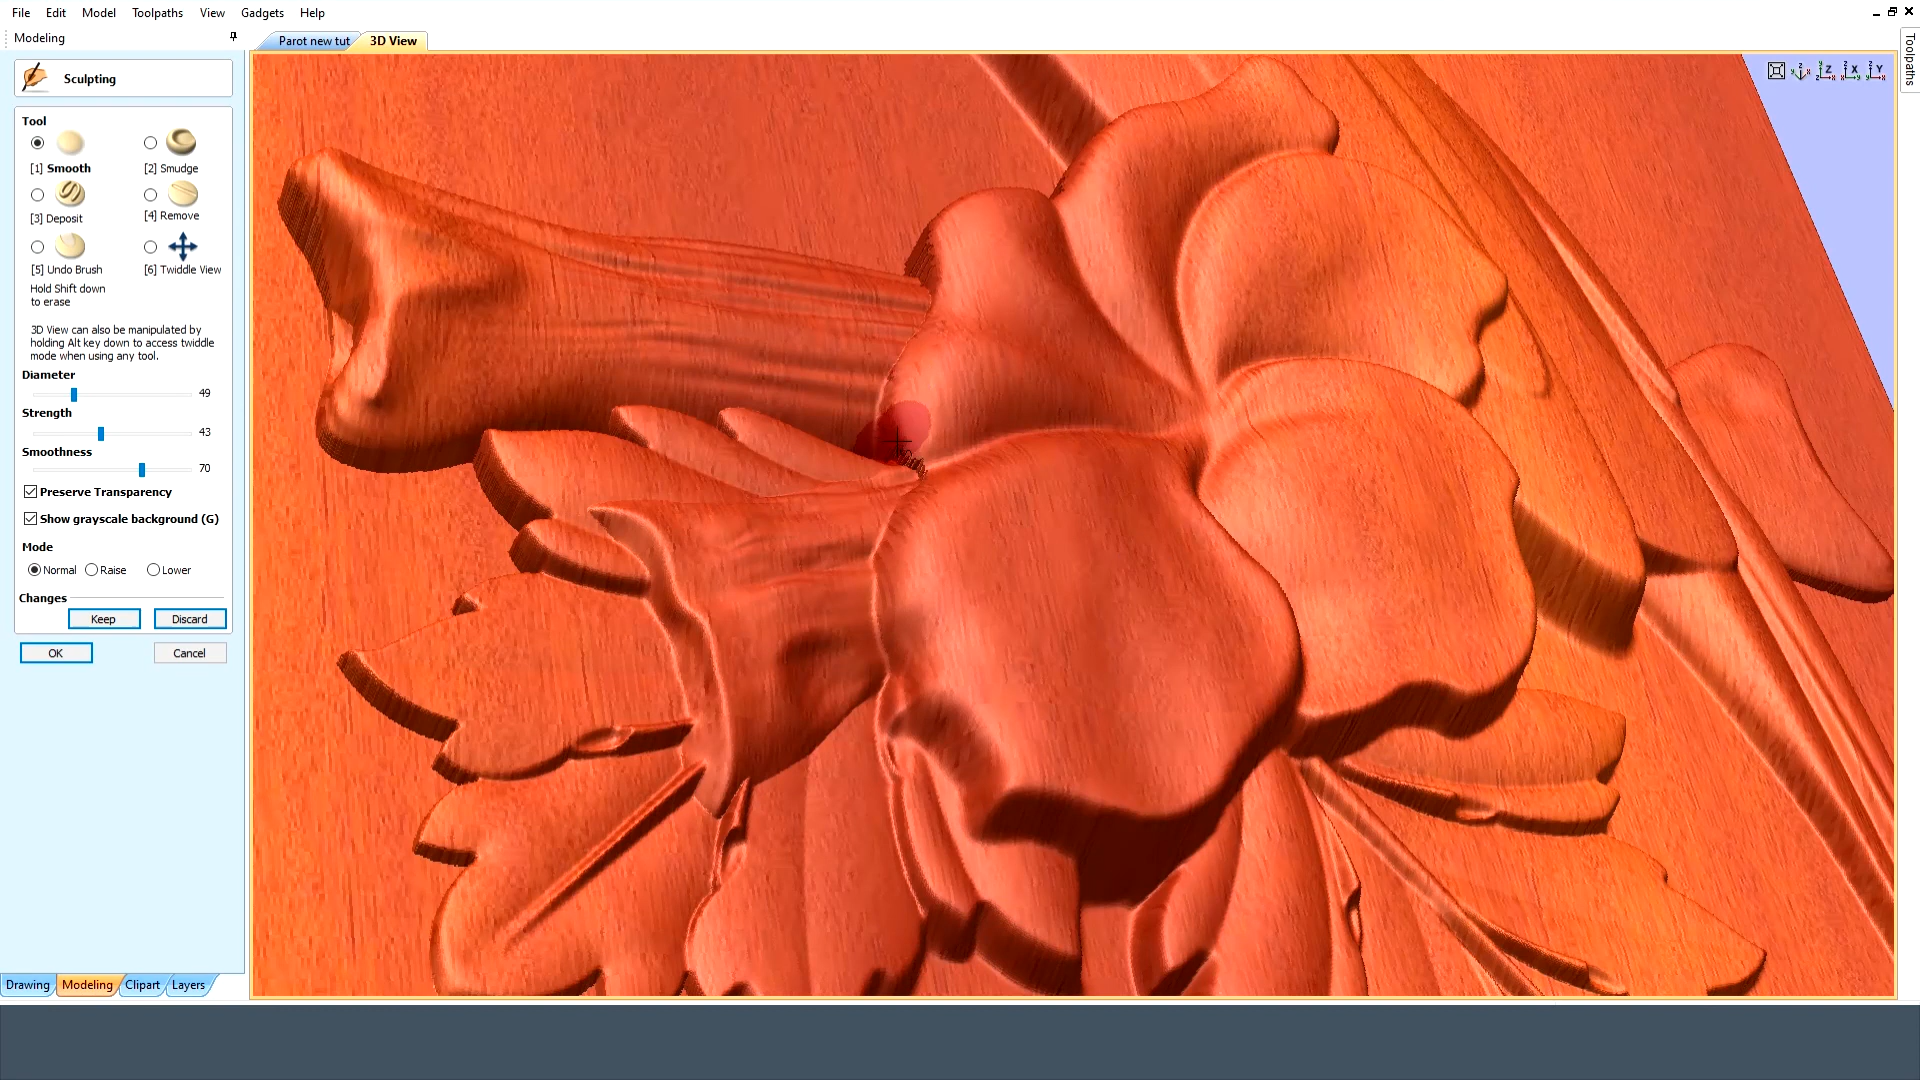 File Edit Model Toolpaths View Gadgets Help
Modeling
Parot new tut 3D View
Toolpaths
Sculpting
Tool
[1] Smooth [2] Smudge
[3] Deposit [4] Remove
[5] Undo Brush [6] Twiddle View
Hold Shift down
to erase
3D View can also be manipulated by
holding Alt key down to access twiddle
mode when using any tool.
Diameter
49
Strength
43
Smoothness
70
Preserve Transparency
Show grayscale background (G)
Mode
Normal Raise Lower
Changes
Keep Discard
OK Cancel
Drawing Modeling Clipart Layers